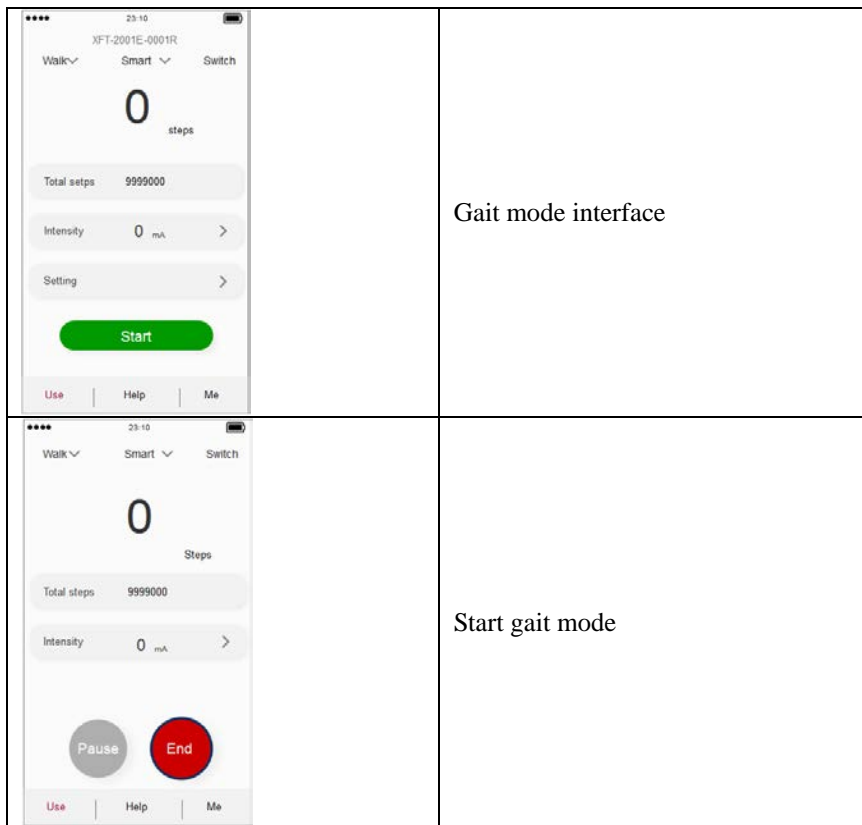 23:10
XFT-2001E-0001R
Walk Smart Switch
0
steps
Total setps 9999000
Intensity 0 mA
Setting
Start
Use Help Me
Gait mode interface
23:10
Walk Smart Switch
0
Steps
Total steps 9999000
Intensity 0 mA
Pause End
Use Help Me
Start gait mode